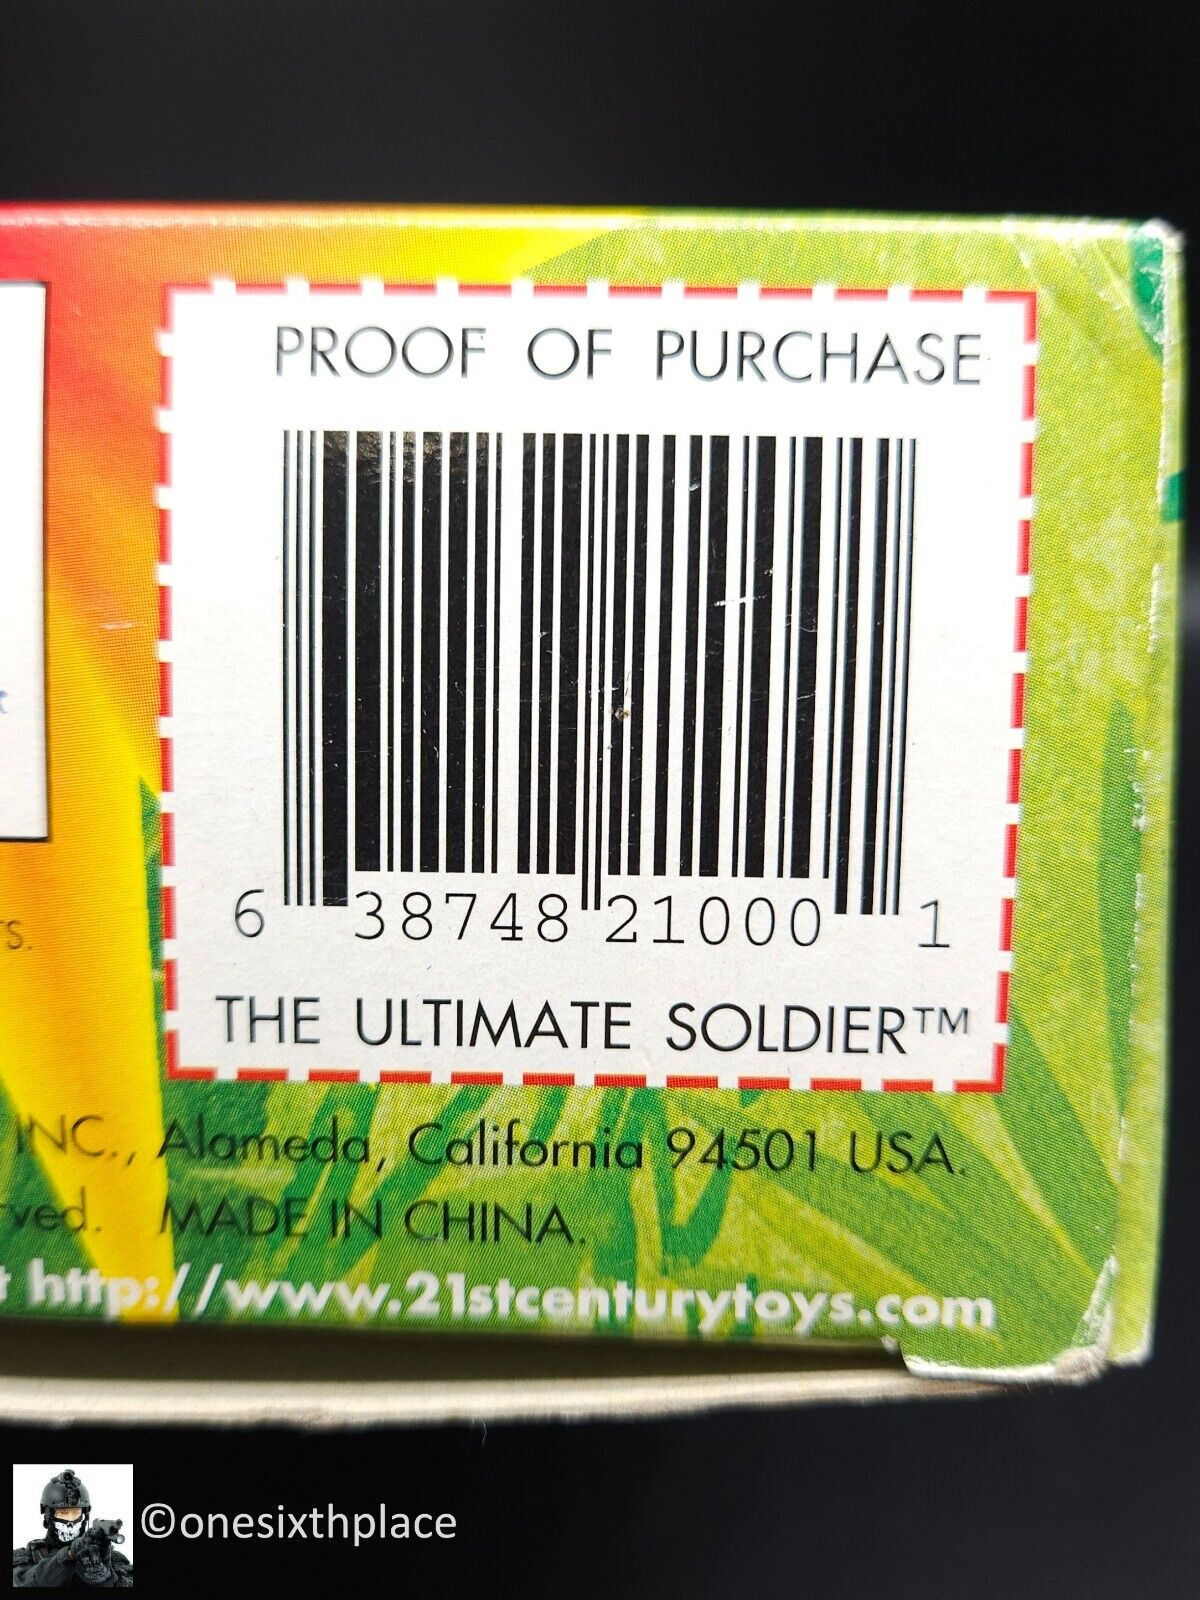 PROOF OF PURCHASE
6 38748 21000 1
THE ULTIMATE SOLDIER™
TS.
INC., Alameda, California 94501 USA.
rved. MADE IN CHINA.
t http://www.21stcenturytoys.com
©onesixthplace